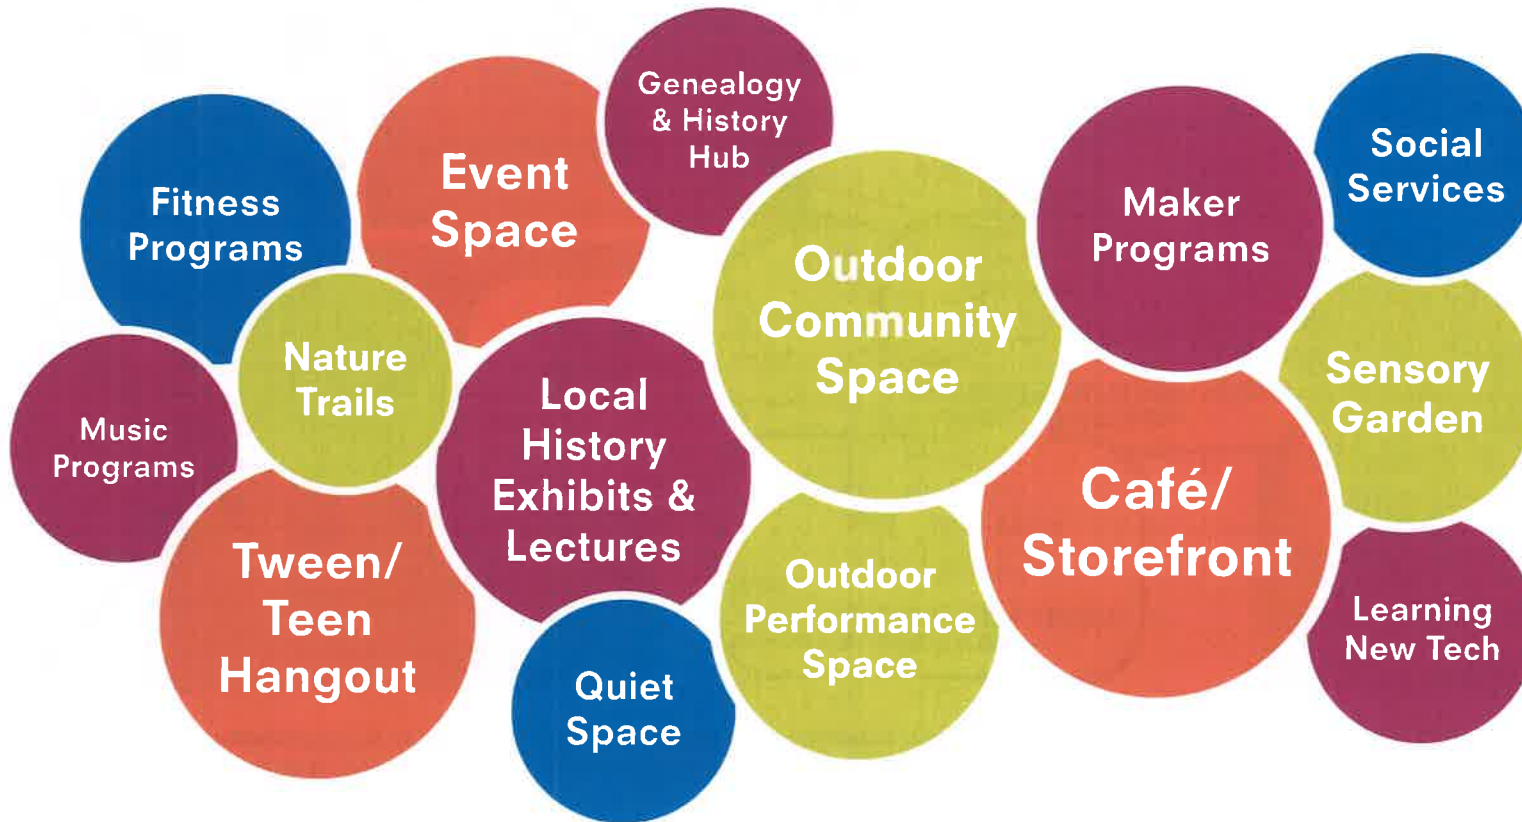 Genealogy
& History
Hub
Event
Space
Fitness
Programs
Social
Services
Maker
Programs
Outdoor
Community
Space
Nature
Trails
Local
History
Exhibits &
Lectures
Sensory
Garden
Music
Programs
Café/
Storefront
Tween/
Teen
Hangout
Outdoor
Performance
Space
Learning
New Tech
Quiet
Space